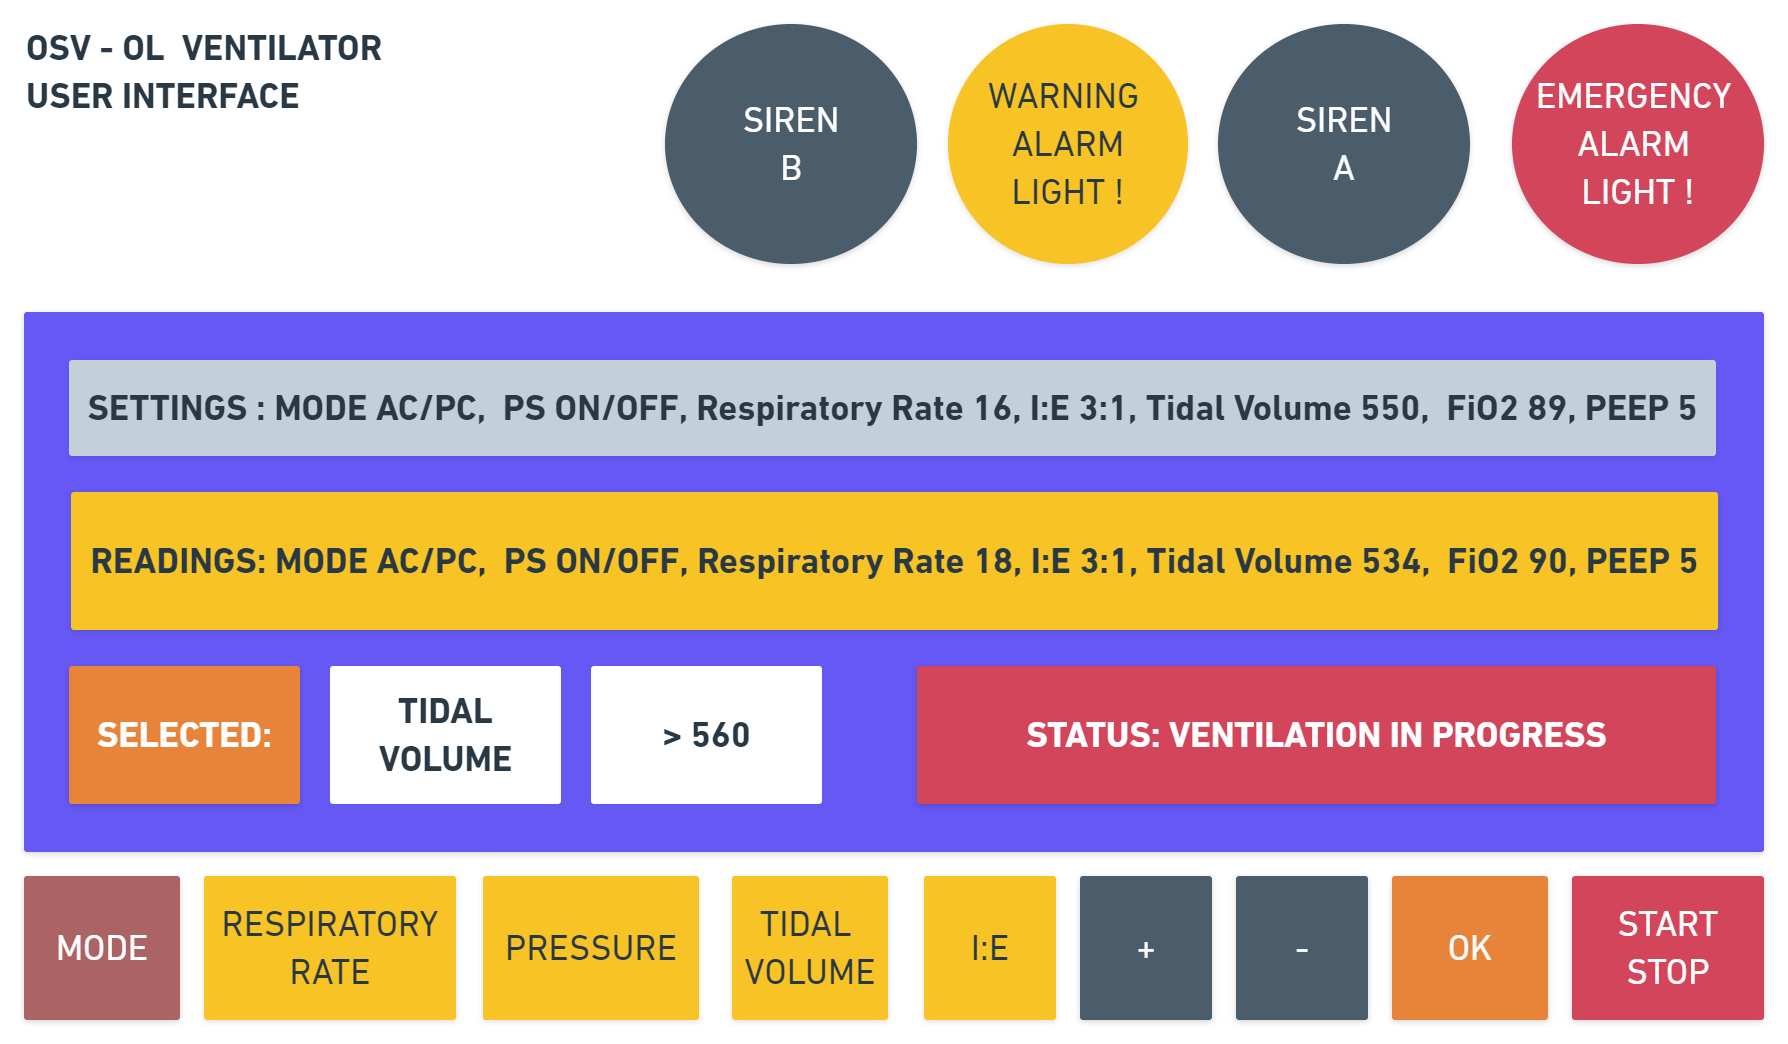 OSV - OL VENTILATOR
USER INTERFACE
SIREN
B
WARNING
ALARM
LIGHT !
SIREN
A
EMERGENCY
ALARM
LIGHT !
SETTINGS : MODE AC/PC, PS ON/OFF, Respiratory Rate 16, I:E 3:1, Tidal Volume 550, FiO2 89, PEEP 5
READINGS: MODE AC/PC, PS ON/OFF, Respiratory Rate 18, I:E 3:1, Tidal Volume 534, FiO2 90, PEEP 5
SELECTED:
TIDAL
VOLUME
> 560
STATUS: VENTILATION IN PROGRESS
MODE
RESPIRATORY
RATE
PRESSURE
TIDAL
VOLUME
I:E
+
-
OK
START
STOP